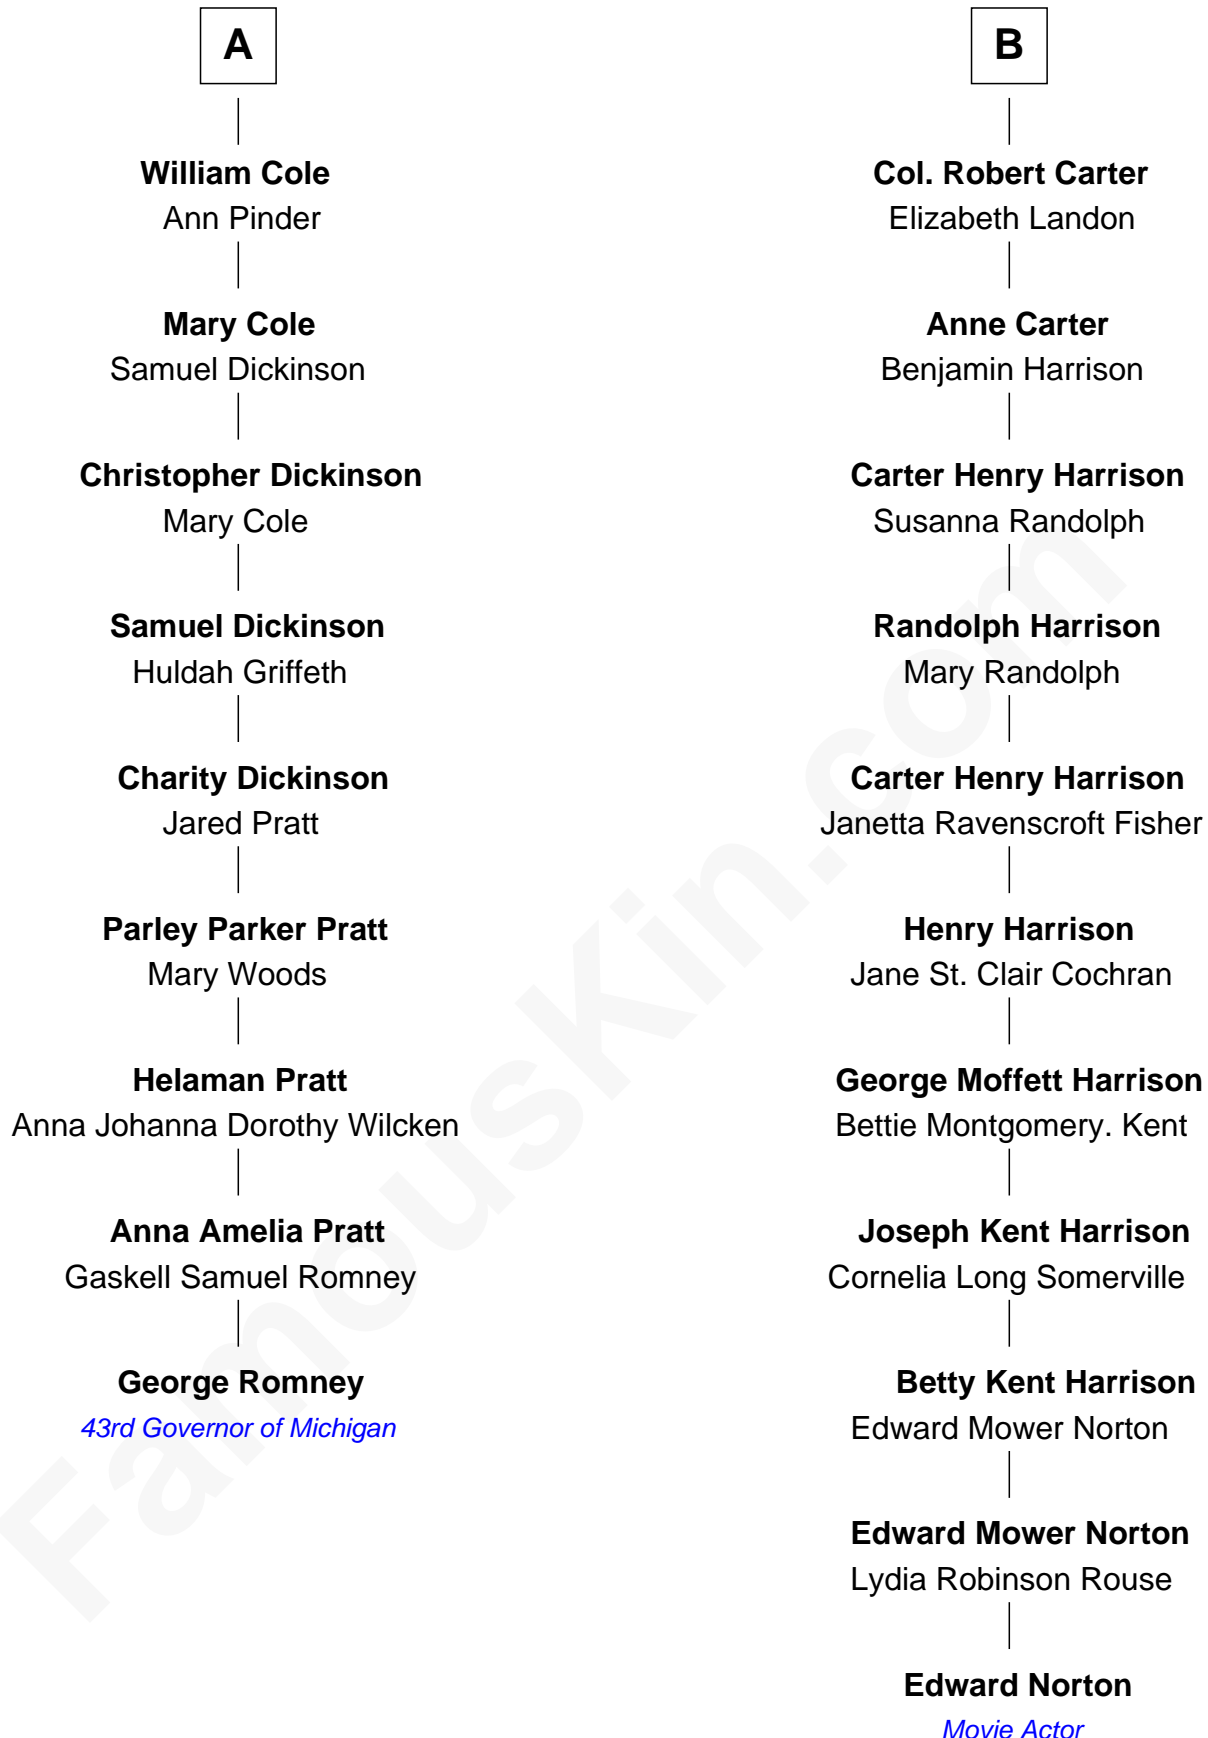 A
William Cole
Ann Pinder
Mary Cole
Samuel Dickinson
Christopher Dickinson
Mary Cole
Samuel Dickinson
Huldah Griffeth
Charity Dickinson
Jared Pratt
Parley Parker Pratt
Mary Woods
Helaman Pratt
Anna Johanna Dorothy Wilcken
Anna Amelia Pratt
Gaskell Samuel Romney
George Romney
43rd Governor of Michigan
B
Col. Robert Carter
Elizabeth Landon
Anne Carter
Benjamin Harrison
Carter Henry Harrison
Susanna Randolph
Randolph Harrison
Mary Randolph
Carter Henry Harrison
Janetta Ravenscroft Fisher
Henry Harrison
Jane St. Clair Cochran
George Moffett Harrison
Bettie Montgomery. Kent
Joseph Kent Harrison
Cornelia Long Somerville
Betty Kent Harrison
Edward Mower Norton
Edward Mower Norton
Lydia Robinson Rouse
Edward Norton
Movie Actor
FamousKin.com